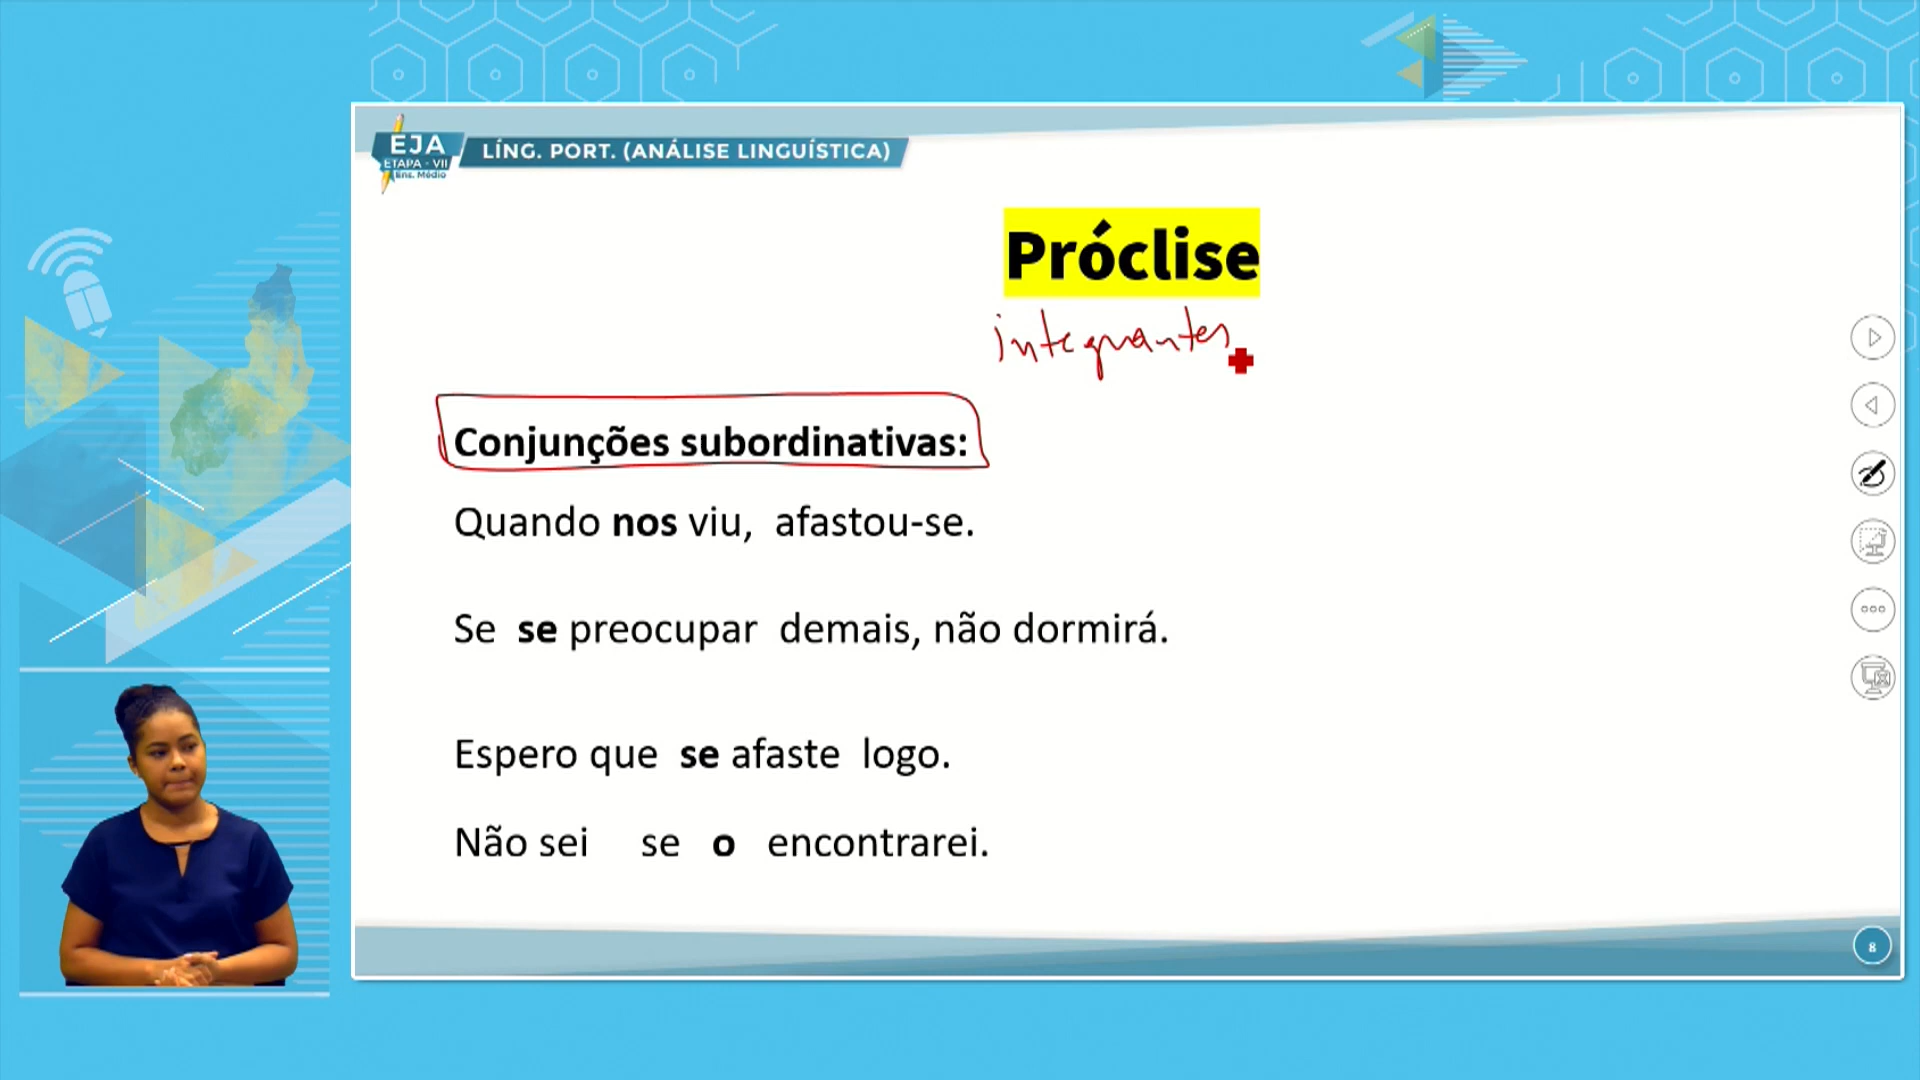 EJA
ETAPA - VII
Ens. Médio
LÍNG. PORT. (ANÁLISE LINGUÍSTICA)
Próclise
integrantes
Conjunções subordinativas:
Quando nos viu, afastou-se.
Se se preocupar demais, não dormirá.
Espero que se afaste logo.
Não sei se o encontrarei.
8